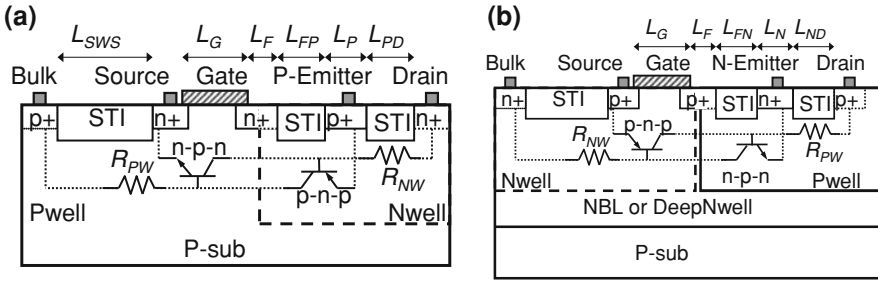 (a)
L_SWS L_G L_F L_FP L_P L_PD
Bulk Source Gate P-Emitter Drain
p+ STI n+ n+ STI p+ STI n+
n-p-n
R_PW R_NW
p-n-p
Pwell Nwell
P-sub
(b)
L_G L_F L_FN L_N L_ND
Bulk Source Gate N-Emitter Drain
n+ STI p+ p+ STI n+ STI p+
p-n-p
R_NW R_PW
n-p-n
Nwell Pwell
NBL or DeepNwell
P-sub